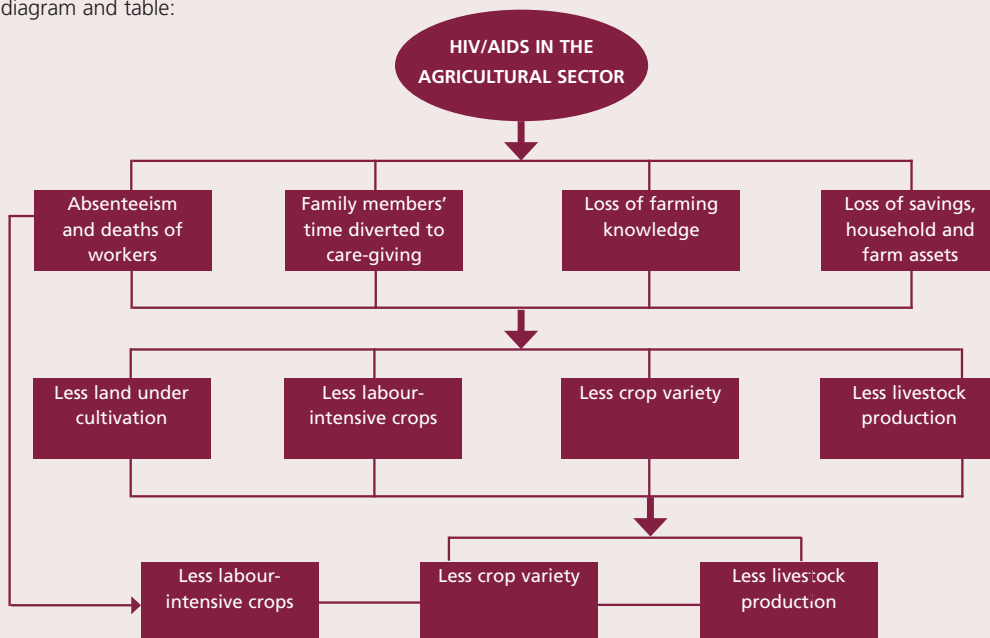 diagram and table:
HIV/AIDS IN THE
AGRICULTURAL SECTOR
Absenteeism
and deaths of
workers
Family members’
time diverted to
care-giving
Loss of farming
knowledge
Loss of savings,
household and
farm assets
Less land under
cultivation
Less labour-
intensive crops
Less crop variety
Less livestock
production
Less labour-
intensive crops
Less crop variety
Less livestock
production